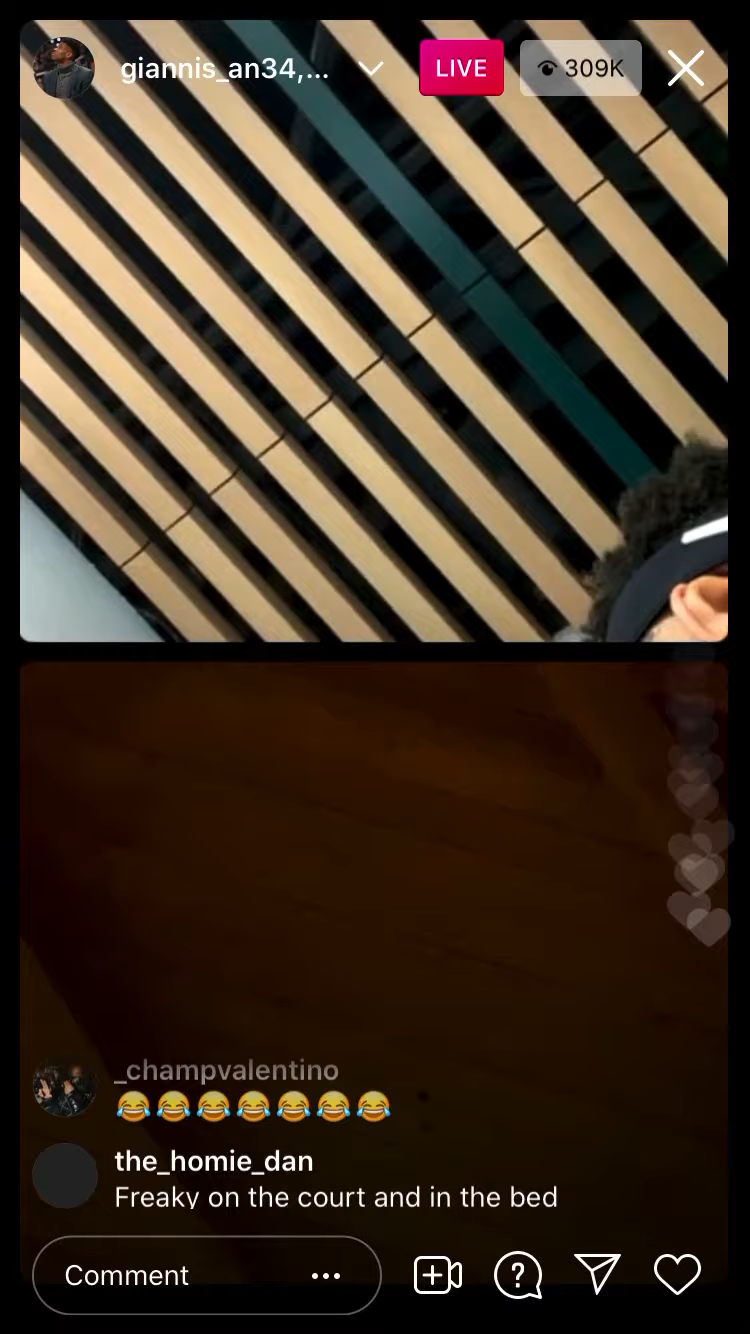 giannis_an34,...
LIVE
309K
_champvalentino
😂😂😂😂😂😂😂
the_homie_dan
Freaky on the court and in the bed
Comment